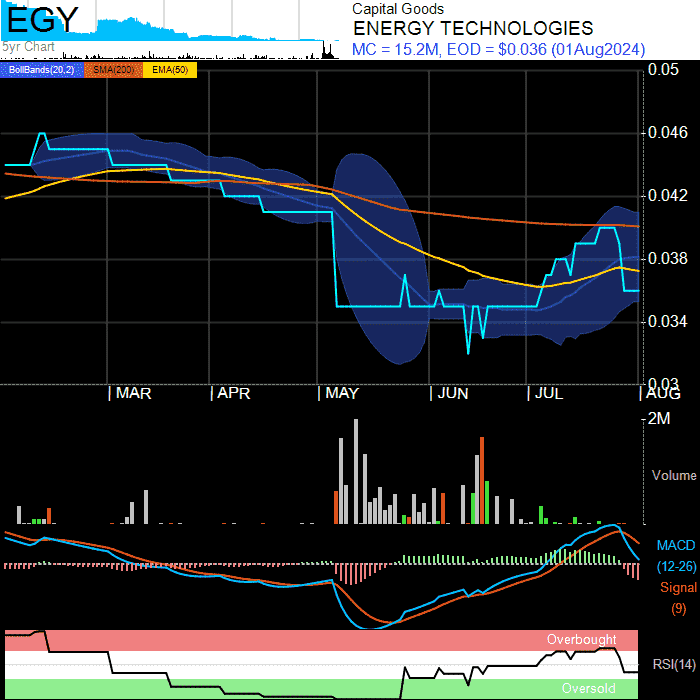 EGY
5yr Chart
Capital Goods
ENERGY TECHNOLOGIES
MC = 15.2M, EOD = $0.036 (01Aug2024)
BollBands(20,2) SMA(200) EMA(50)
0.05
0.046
0.042
0.038
0.034
0.03
MAR APR MAY JUN JUL AUG
2M
Volume
MACD
(12-26)
Signal
(9)
Overbought
RSI(14)
Oversold